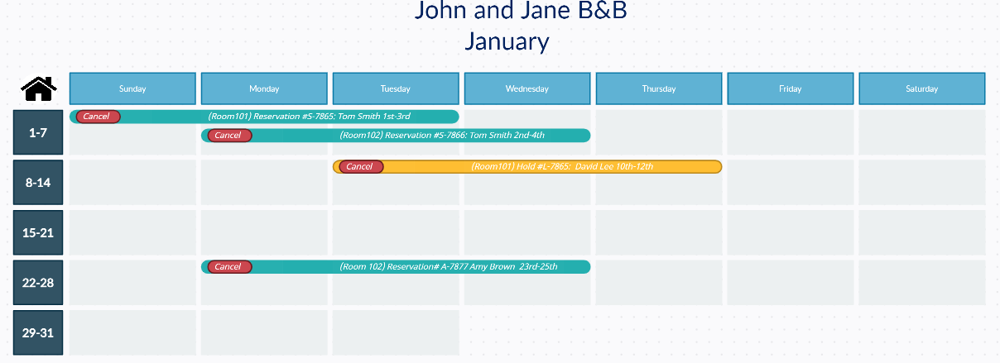 John and Jane B&B
January
Sunday Monday Tuesday Wednesday Thursday Friday Saturday
1-7
Cancel (Room101) Reservation #S-7865: Tom Smith 1st-3rd
Cancel (Room102) Reservation #S-7866: Tom Smith 2nd-4th
8-14
Cancel (Room101) Hold #L-7865: David Lee 10th-12th
15-21
22-28
Cancel (Room 102) Reservation# A-7877 Amy Brown 23rd-25th
29-31